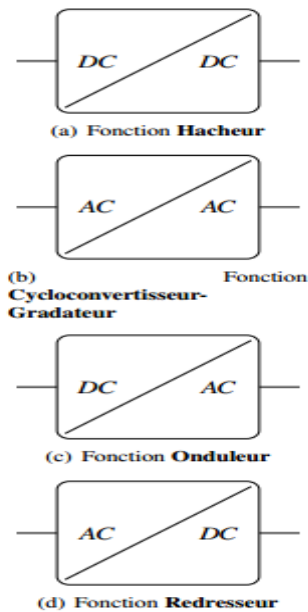 DC DC
(a) Fonction Hacheur
AC AC
(b) Fonction
Cycloconvertisseur-
Gradateur
DC AC
(c) Fonction Onduleur
AC DC
(d) Fonction Redresseur